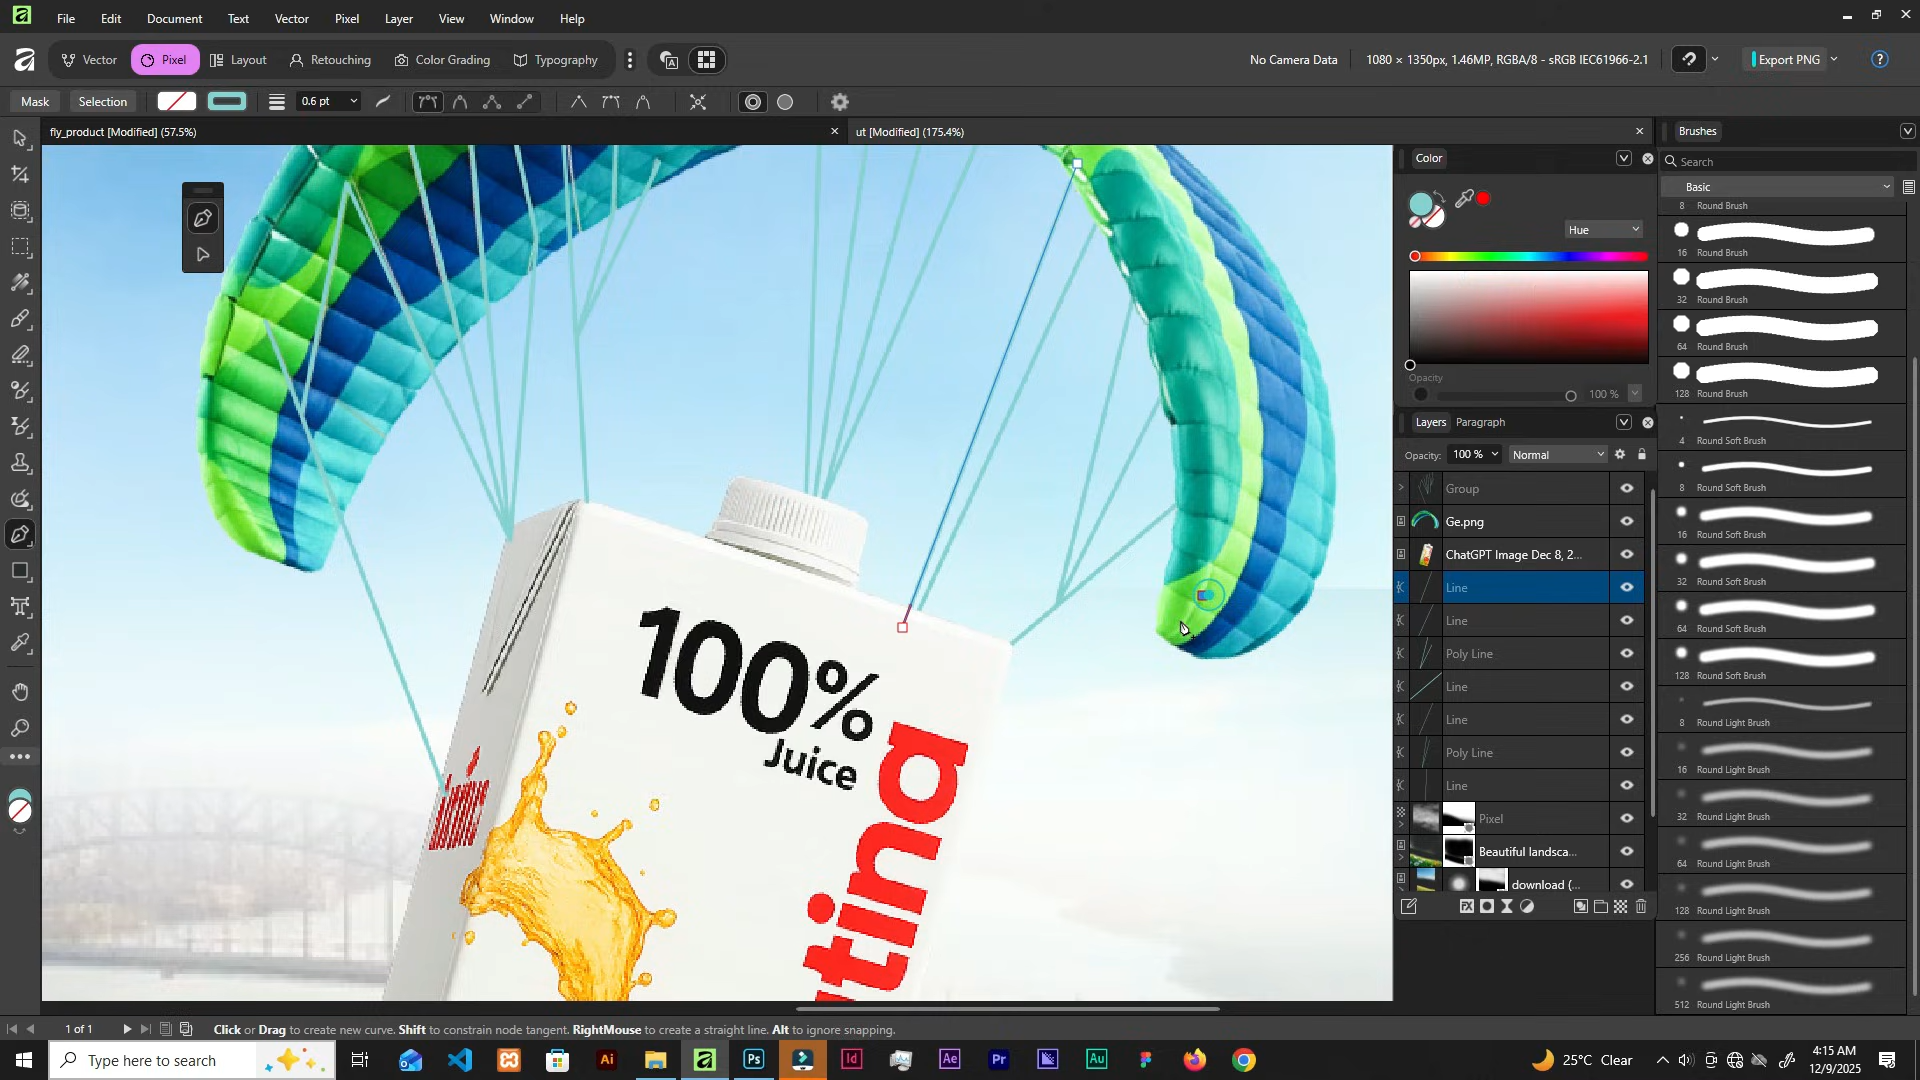 File Edit Document Text Vector Pixel Layer View Select Window Help
Vector Pixel Layout Retouching Color Grading Typography
No Camera Data 1080 × 1350px, 1.46MP, RGBA/8 - sRGB IEC61966-2.1 Export PNG
Mask Selection 0.6 pt
fly_product [Modified] (57.5%)
ut [Modified] (175.4%)
Brushes
Search
Basic
8 Round Brush
16 Round Brush
32 Round Brush
64 Round Brush
128 Round Brush
4 Round Soft Brush
8 Round Soft Brush
16 Round Soft Brush
32 Round Soft Brush
64 Round Soft Brush
128 Round Soft Brush
8 Round Light Brush
16 Round Light Brush
32 Round Light Brush
64 Round Light Brush
128 Round Light Brush
256 Round Light Brush
512 Round Light Brush
Color
Hue
Opacity
100 %
Layers Paragraph
Opacity: 100 % Normal
Group
Ge.png
ChatGPT Image Dec 8, 2...
Line
Line
Poly Line
Line
Line
Poly Line
Line
Pixel
Beautiful landsca...
download (...
100%
Juice
1 of 1
Click or Drag to create new curve. Shift to constrain node tangent. RightMouse to create a straight line. Alt to ignore snapping.
Type here to search
Ai
Ps
Id
Ae
Pr
Au
25°C Clear
4:15 AM
12/9/2025